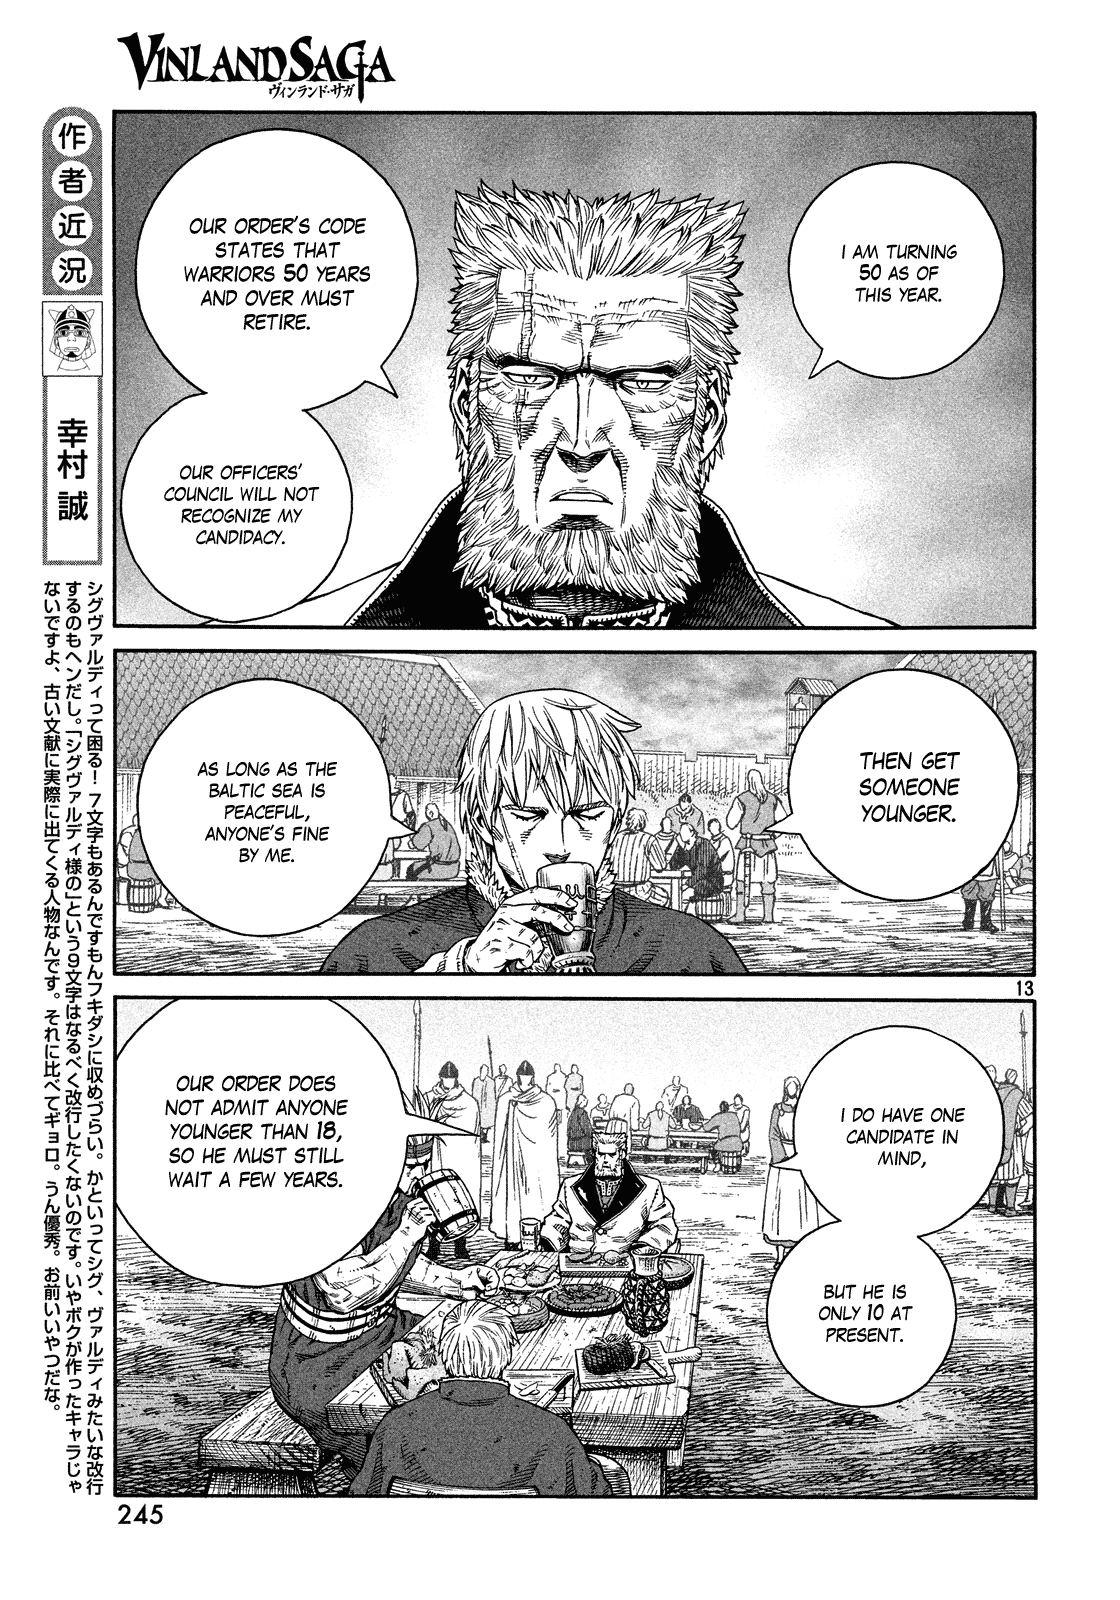 VINLAND SAGA
ヴィンランド・サガ
I AM TURNING
50 AS OF
THIS YEAR.
OUR ORDER'S CODE
STATES THAT
WARRIORS 50 YEARS
AND OVER MUST
RETIRE.
OUR OFFICERS'
COUNCIL WILL NOT
RECOGNIZE MY
CANDIDACY.
THEN GET
SOMEONE
YOUNGER.
AS LONG AS THE
BALTIC SEA IS
PEACEFUL,
ANYONE'S FINE
BY ME.
13
I DO HAVE ONE
CANDIDATE IN
MIND,
BUT HE IS
ONLY 10 AT
PRESENT.
OUR ORDER DOES
NOT ADMIT ANYONE
YOUNGER THAN 18,
SO HE MUST STILL
WAIT A FEW YEARS.
作者近況
幸村誠
シグヴァルディって困る！7文字もあるんですもんフキダシに収めづらい。かといってシグ、ヴァルディみたいな改行
するのもヘンだし。「シグヴァルディ様の」という9文字はなるべく改行したくないのです。いやボクが作ったキャラじゃ
ないですよ、古い文献に実際に出てくる人物なんです。それに比べてギョロ。うん優秀。お前いいやつだな。
245